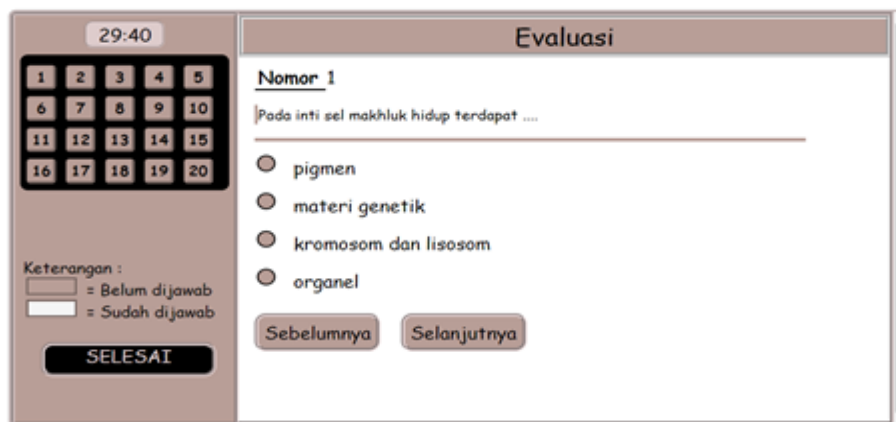 29:40
1 2 3 4 5
6 7 8 9 10
11 12 13 14 15
16 17 18 19 20
Keterangan :
= Belum dijawab
= Sudah dijawab
SELESAI
Evaluasi
Nomor 1
Pada inti sel makhluk hidup terdapat ....
pigmen
materi genetik
kromosom dan lisosom
organel
Sebelumnya Selanjutnya